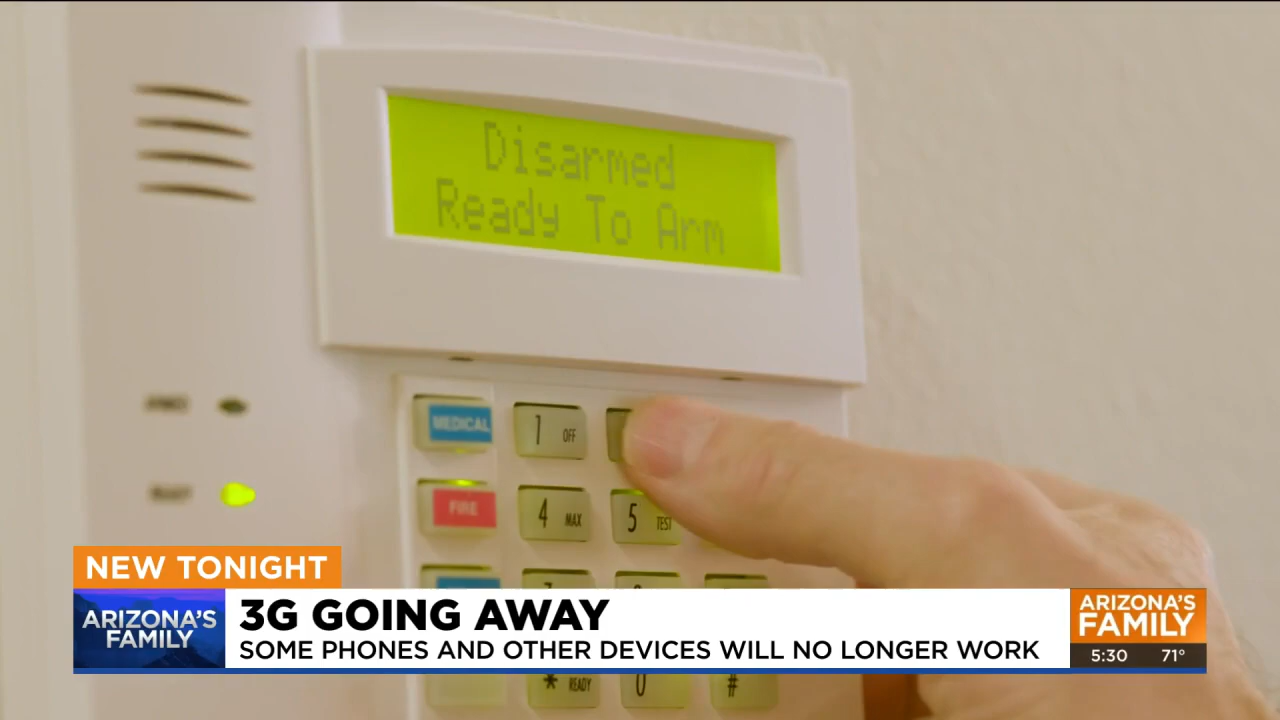 Disarmed
Ready To Arm
MEDICAL
1 OFF
FIRE
4 MAX
5 TEST
NEW TONIGHT
ARIZONA'S
FAMILY
3G GOING AWAY
SOME PHONES AND OTHER DEVICES WILL NO LONGER WORK
ARIZONA'S
FAMILY
5:30 71°
* READY
0
#